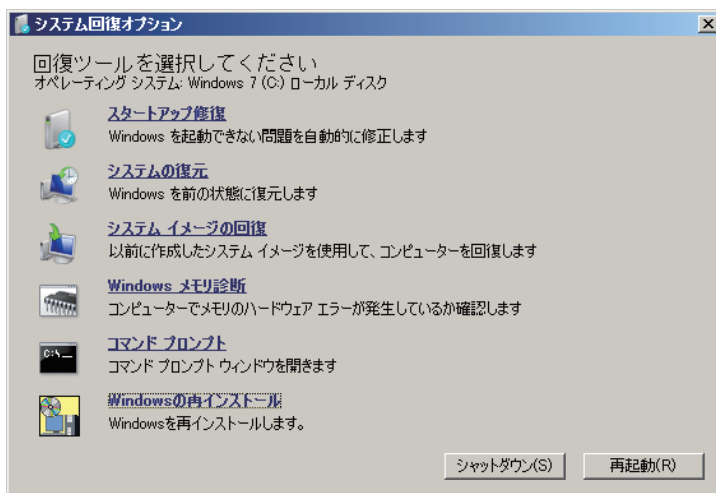 システム回復オプション
回復ツールを選択してください
オペレーティング システム: Windows 7 (C:) ローカル ディスク
スタートアップ修復
Windows を起動できない問題を自動的に修正します
システムの復元
Windows を前の状態に復元します
システム イメージの回復
以前に作成したシステム イメージを使用して、コンピューターを回復します
Windows メモリ診断
コンピューターでメモリのハードウェア エラーが発生しているか確認します
C:\_
コマンド プロンプト
コマンド プロンプト ウィンドウを開きます
Windowsの再インストール
Windowsを再インストールします。
シャットダウン(S)
再起動(R)